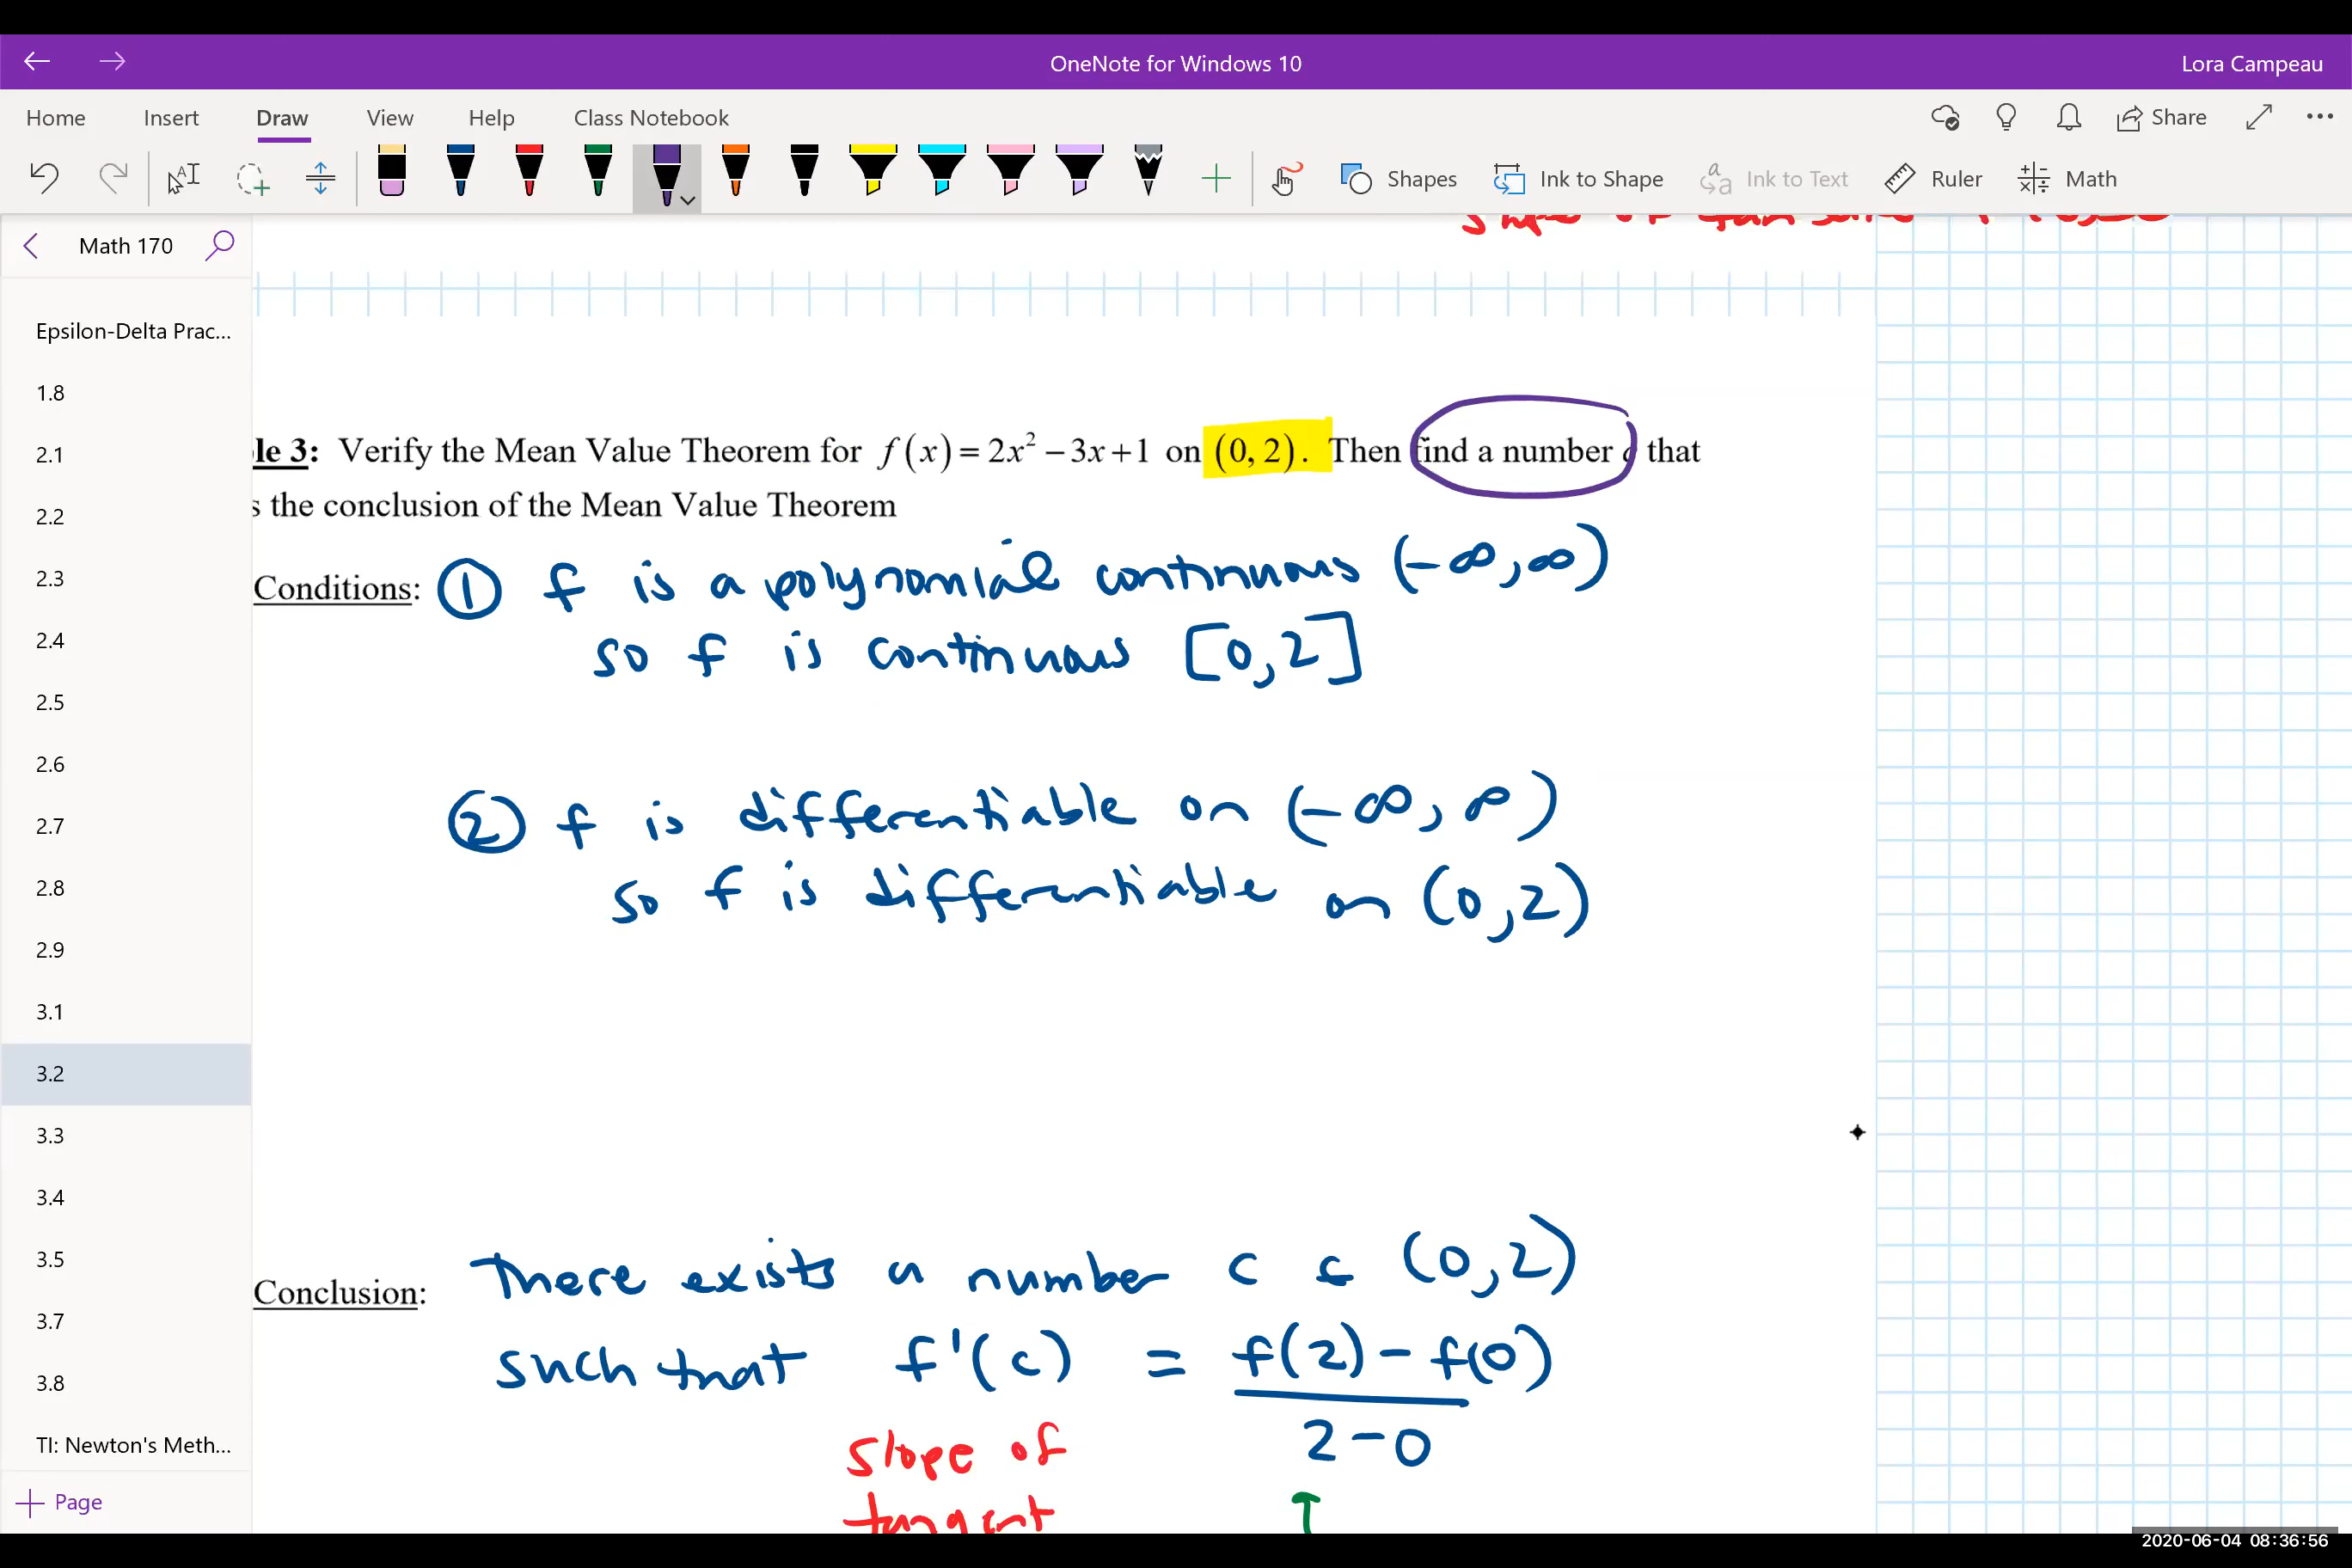 OneNote for Windows 10
Lora Campeau
Home Insert Draw View Help Class Notebook
Share
Shapes Ink to Shape Ink to Text Ruler Math
Math 170
Epsilon-Delta Prac...
1.8
2.1
2.2
2.3
2.4
2.5
2.6
2.7
2.8
2.9
3.1
3.2
3.3
3.4
3.5
3.7
3.8
TI: Newton's Meth...
Page
le 3: Verify the Mean Value Theorem for f(x) = 2x² − 3x + 1 on (0, 2). Then find a number c that
s the conclusion of the Mean Value Theorem
Conditions: ① f is a polynomial continuous (−∞, ∞)
so f is continuous [0, 2]
② f is differentiable on (−∞, ∞)
so f is differentiable on (0, 2)
Conclusion: There exists a number c ∈ (0, 2)
such that f'(c) = f(2) − f(0)
2 − 0
slope of
tangent
2020-06-04 08:36:56